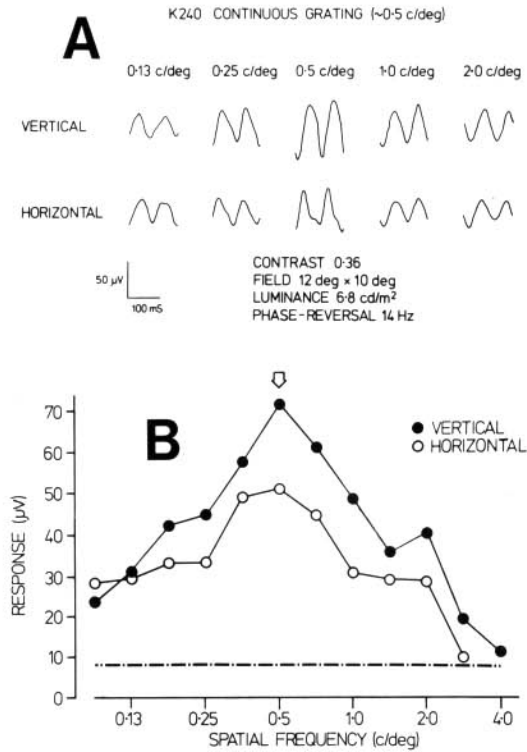 K240 CONTINUOUS GRATING (~0·5 c/deg)
A
0·13 c/deg 0·25 c/deg 0·5 c/deg 1·0 c/deg 2·0 c/deg
VERTICAL
HORIZONTAL
50 µV
100 mS
CONTRAST 0·36
FIELD 12 deg × 10 deg
LUMINANCE 6·8 cd/m²
PHASE-REVERSAL 14 Hz
B
VERTICAL
HORIZONTAL
RESPONSE (µV)
70
60
50
40
30
20
10
0
0·13 0·25 0·5 1·0 2·0 4·0
SPATIAL FREQUENCY (c/deg)